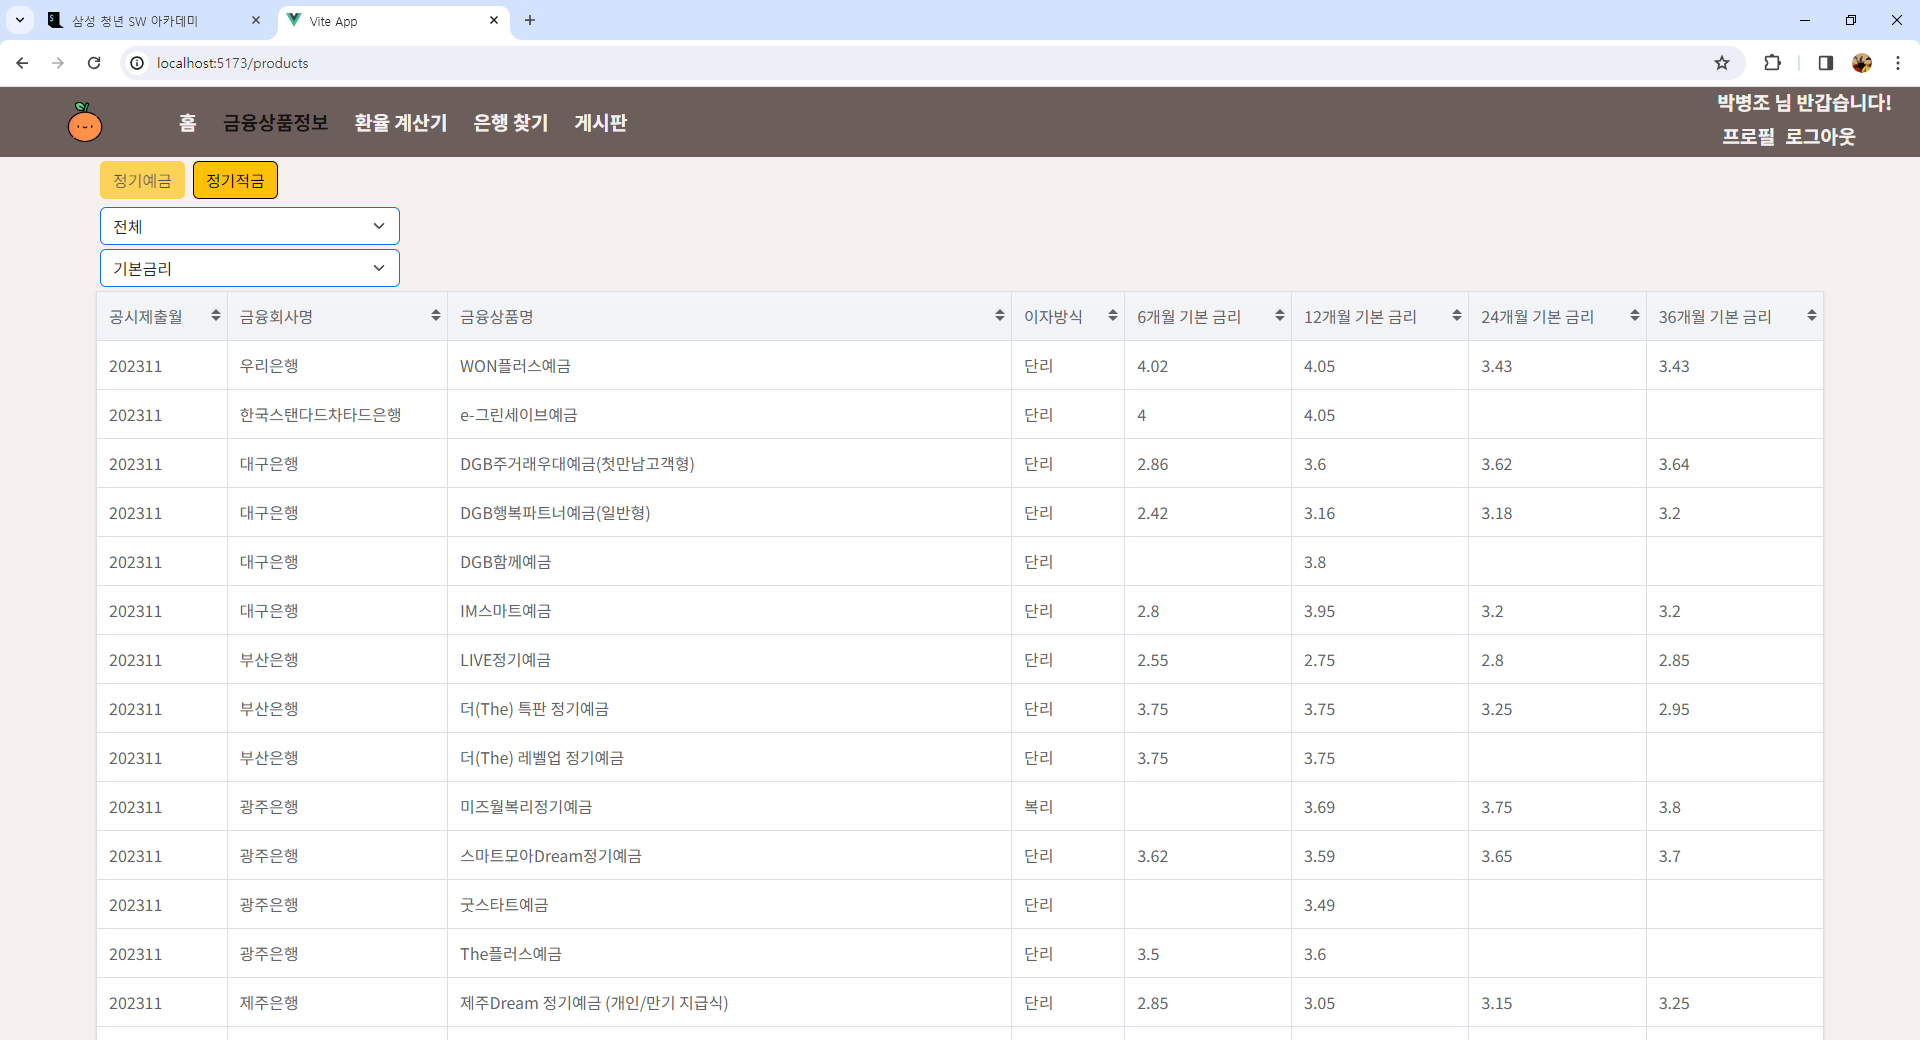 삼성 청년 SW 아카데미
Vite App
localhost:5173/products
홈 금융상품정보 환율 계산기 은행 찾기 게시판
박병조 님 반갑습니다!
프로필 로그아웃
정기예금 정기적금
전체
기본금리
공시제출월 금융회사명 금융상품명 이자방식 6개월 기본 금리 12개월 기본 금리 24개월 기본 금리 36개월 기본 금리
202311 우리은행 WON플러스예금 단리 4.02 4.05 3.43 3.43
202311 한국스탠다드차타드은행 e-그린세이브예금 단리 4 4.05
202311 대구은행 DGB주거래우대예금(첫만남고객형) 단리 2.86 3.6 3.62 3.64
202311 대구은행 DGB행복파트너예금(일반형) 단리 2.42 3.16 3.18 3.2
202311 대구은행 DGB함께예금 단리 3.8
202311 대구은행 IM스마트예금 단리 2.8 3.95 3.2 3.2
202311 부산은행 LIVE정기예금 단리 2.55 2.75 2.8 2.85
202311 부산은행 더(The) 특판 정기예금 단리 3.75 3.75 3.25 2.95
202311 부산은행 더(The) 레벨업 정기예금 단리 3.75 3.75
202311 광주은행 미즈월복리정기예금 복리 3.69 3.75 3.8
202311 광주은행 스마트모아Dream정기예금 단리 3.62 3.59 3.65 3.7
202311 광주은행 굿스타트예금 단리 3.49
202311 광주은행 The플러스예금 단리 3.5 3.6
202311 제주은행 제주Dream 정기예금 (개인/만기 지급식) 단리 2.85 3.05 3.15 3.25